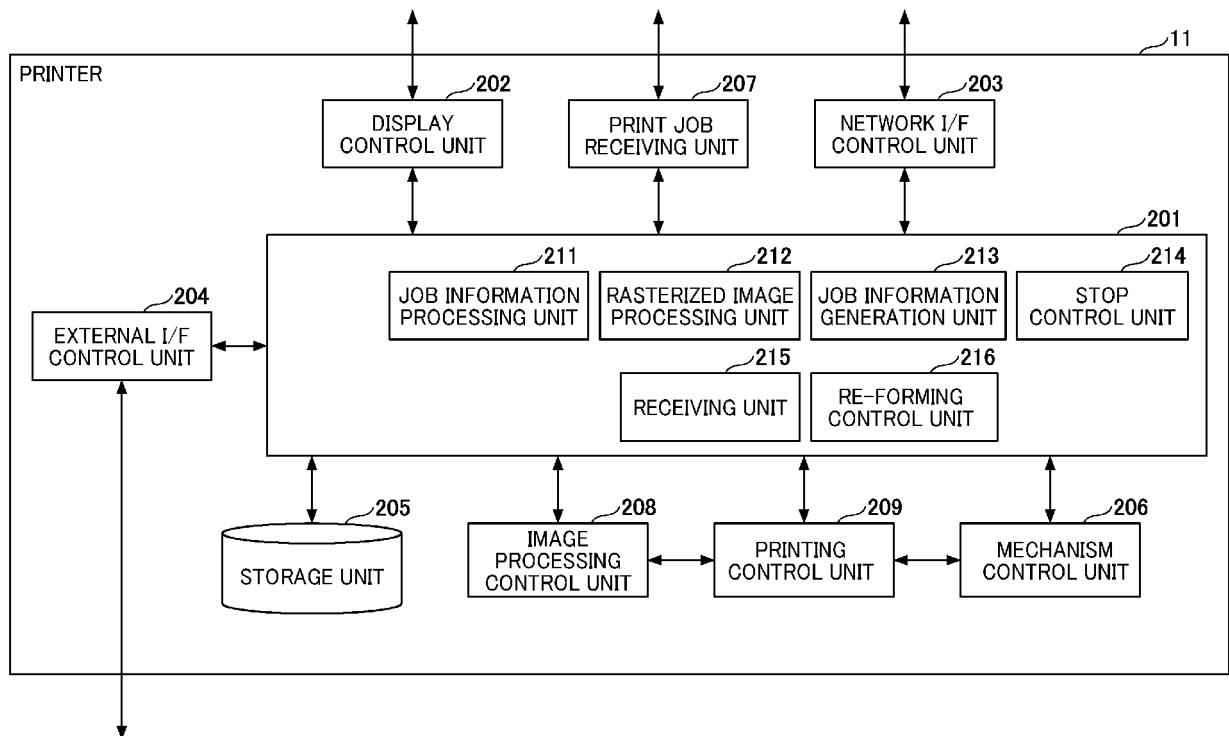 11
PRINTER
202
DISPLAY
CONTROL UNIT
207
PRINT JOB
RECEIVING UNIT
203
NETWORK I/F
CONTROL UNIT
201
211
JOB INFORMATION
PROCESSING UNIT
212
RASTERIZED IMAGE
PROCESSING UNIT
213
JOB INFORMATION
GENERATION UNIT
214
STOP
CONTROL UNIT
204
EXTERNAL I/F
CONTROL UNIT
215
RECEIVING UNIT
216
RE-FORMING
CONTROL UNIT
205
STORAGE UNIT
208
IMAGE
PROCESSING
CONTROL UNIT
209
PRINTING
CONTROL UNIT
206
MECHANISM
CONTROL UNIT